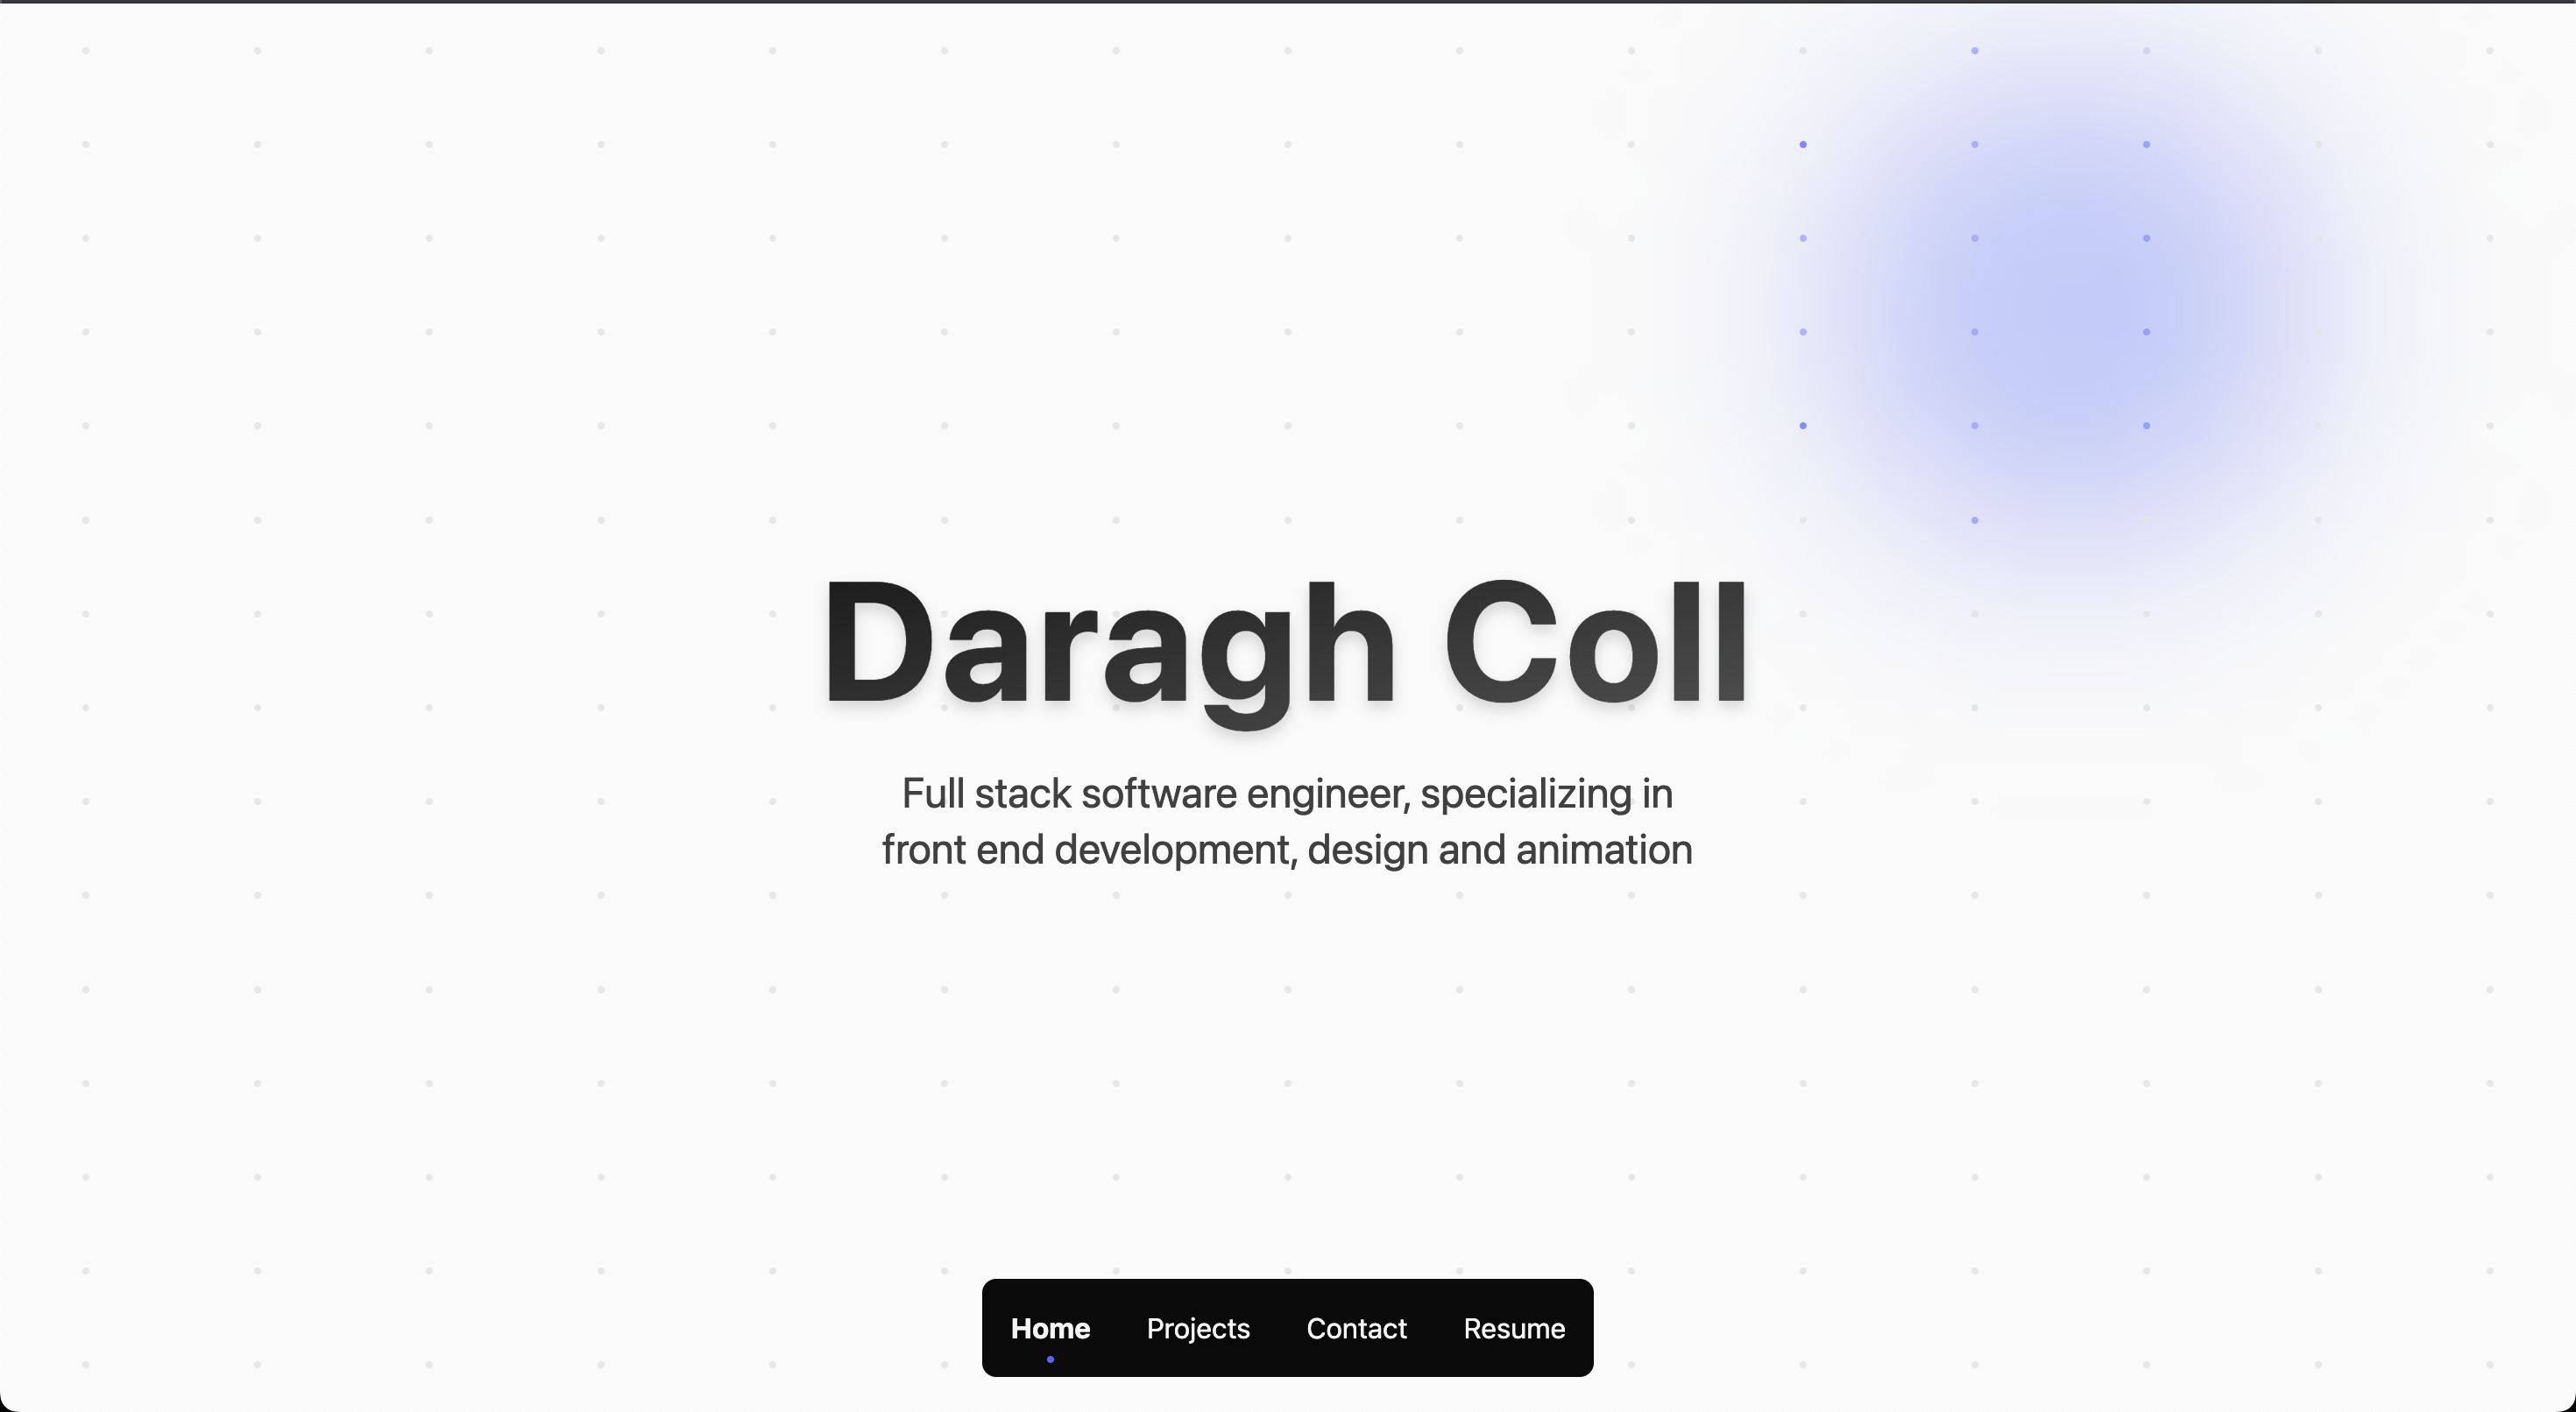 Daragh Coll
Full stack software engineer, specializing in
front end development, design and animation
Home Projects Contact Resume